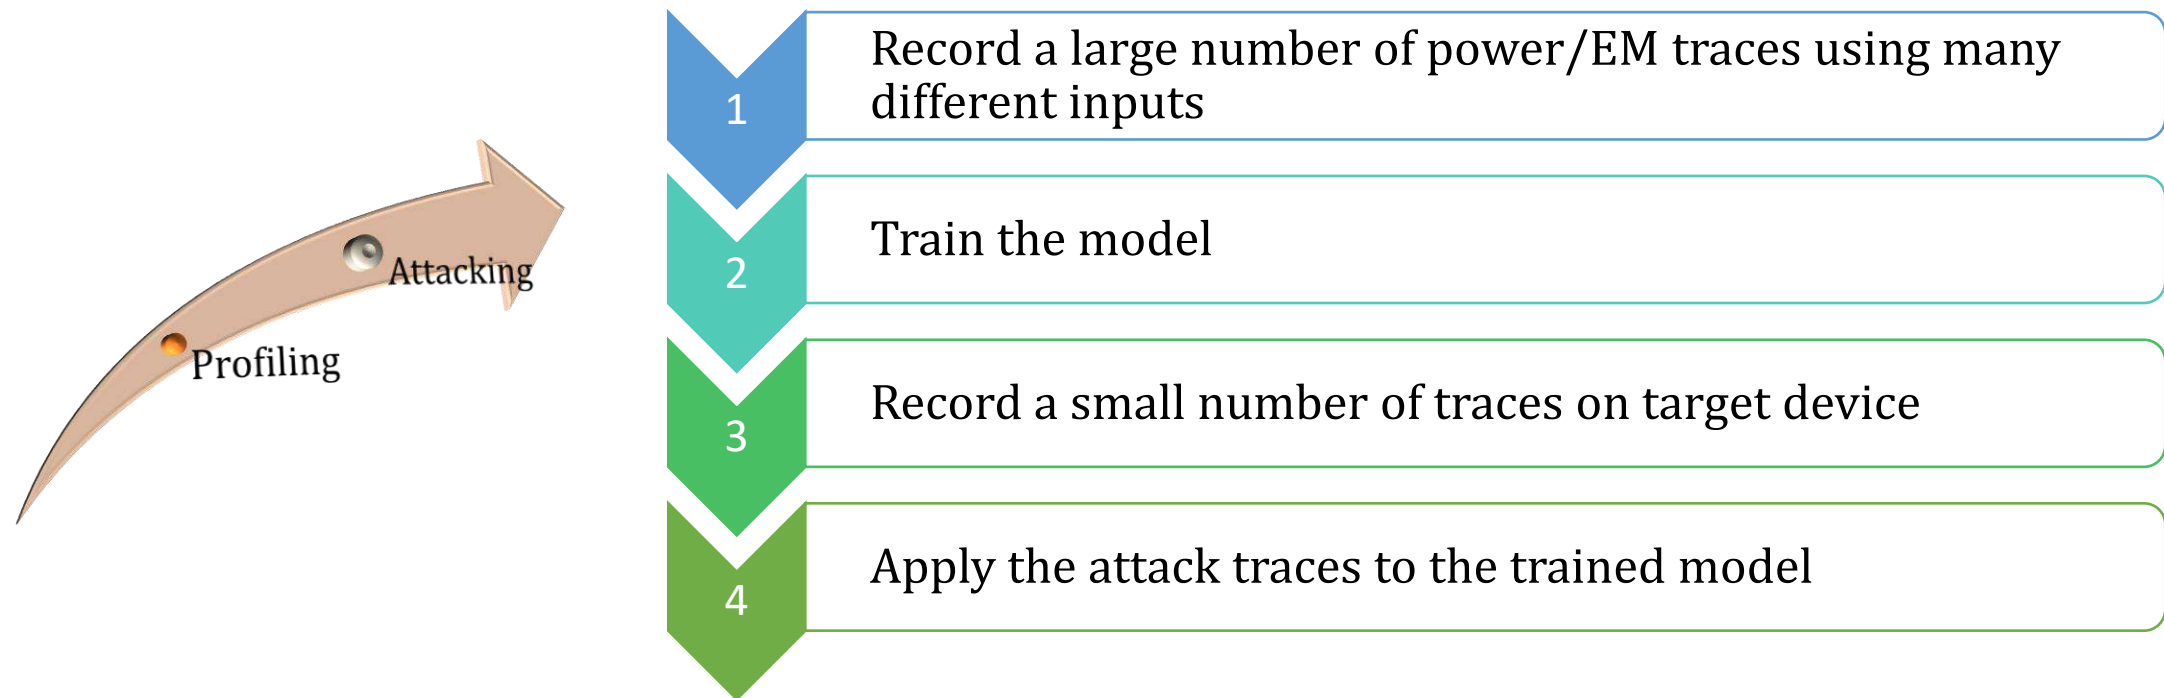 Attacking
Profiling
1
Record a large number of power/EM traces using many
different inputs
2
Train the model
3
Record a small number of traces on target device
4
Apply the attack traces to the trained model